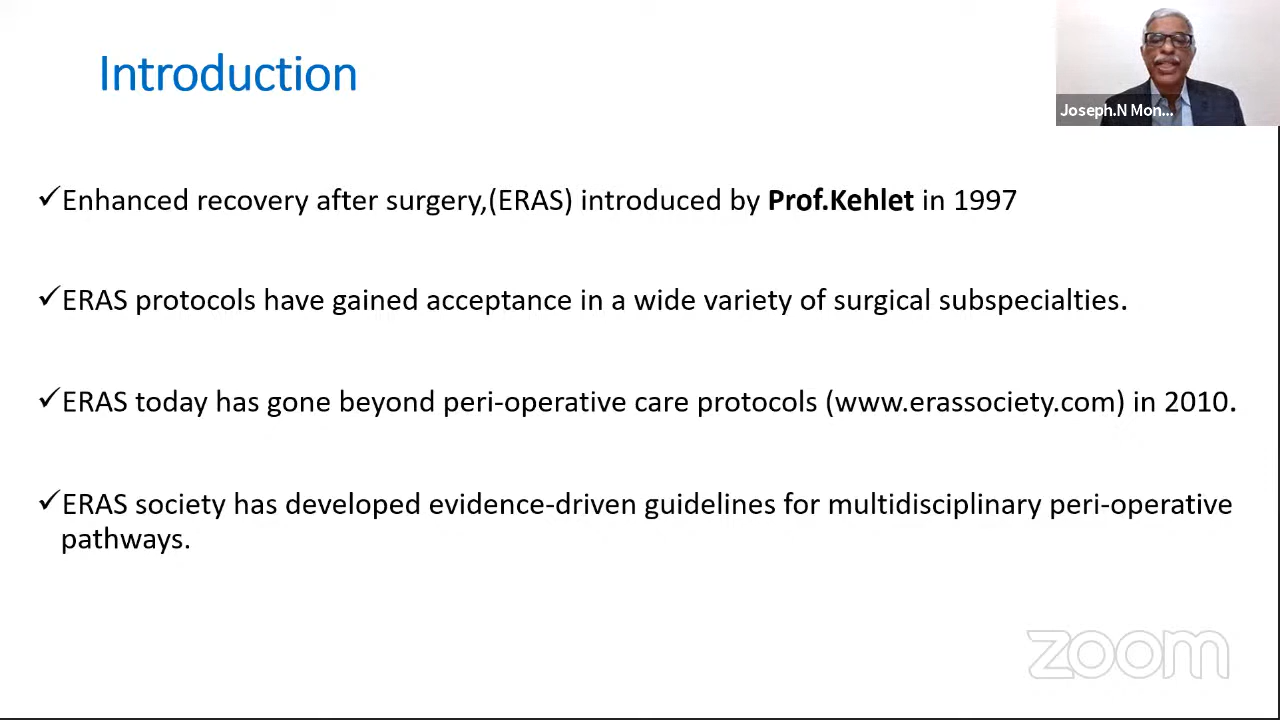 Introduction
Joseph.N Mon...
✓Enhanced recovery after surgery,(ERAS) introduced by Prof.Kehlet in 1997
✓ERAS protocols have gained acceptance in a wide variety of surgical subspecialties.
✓ERAS today has gone beyond peri-operative care protocols (www.erassociety.com) in 2010.
✓ERAS society has developed evidence-driven guidelines for multidisciplinary peri-operative
pathways.
zoom